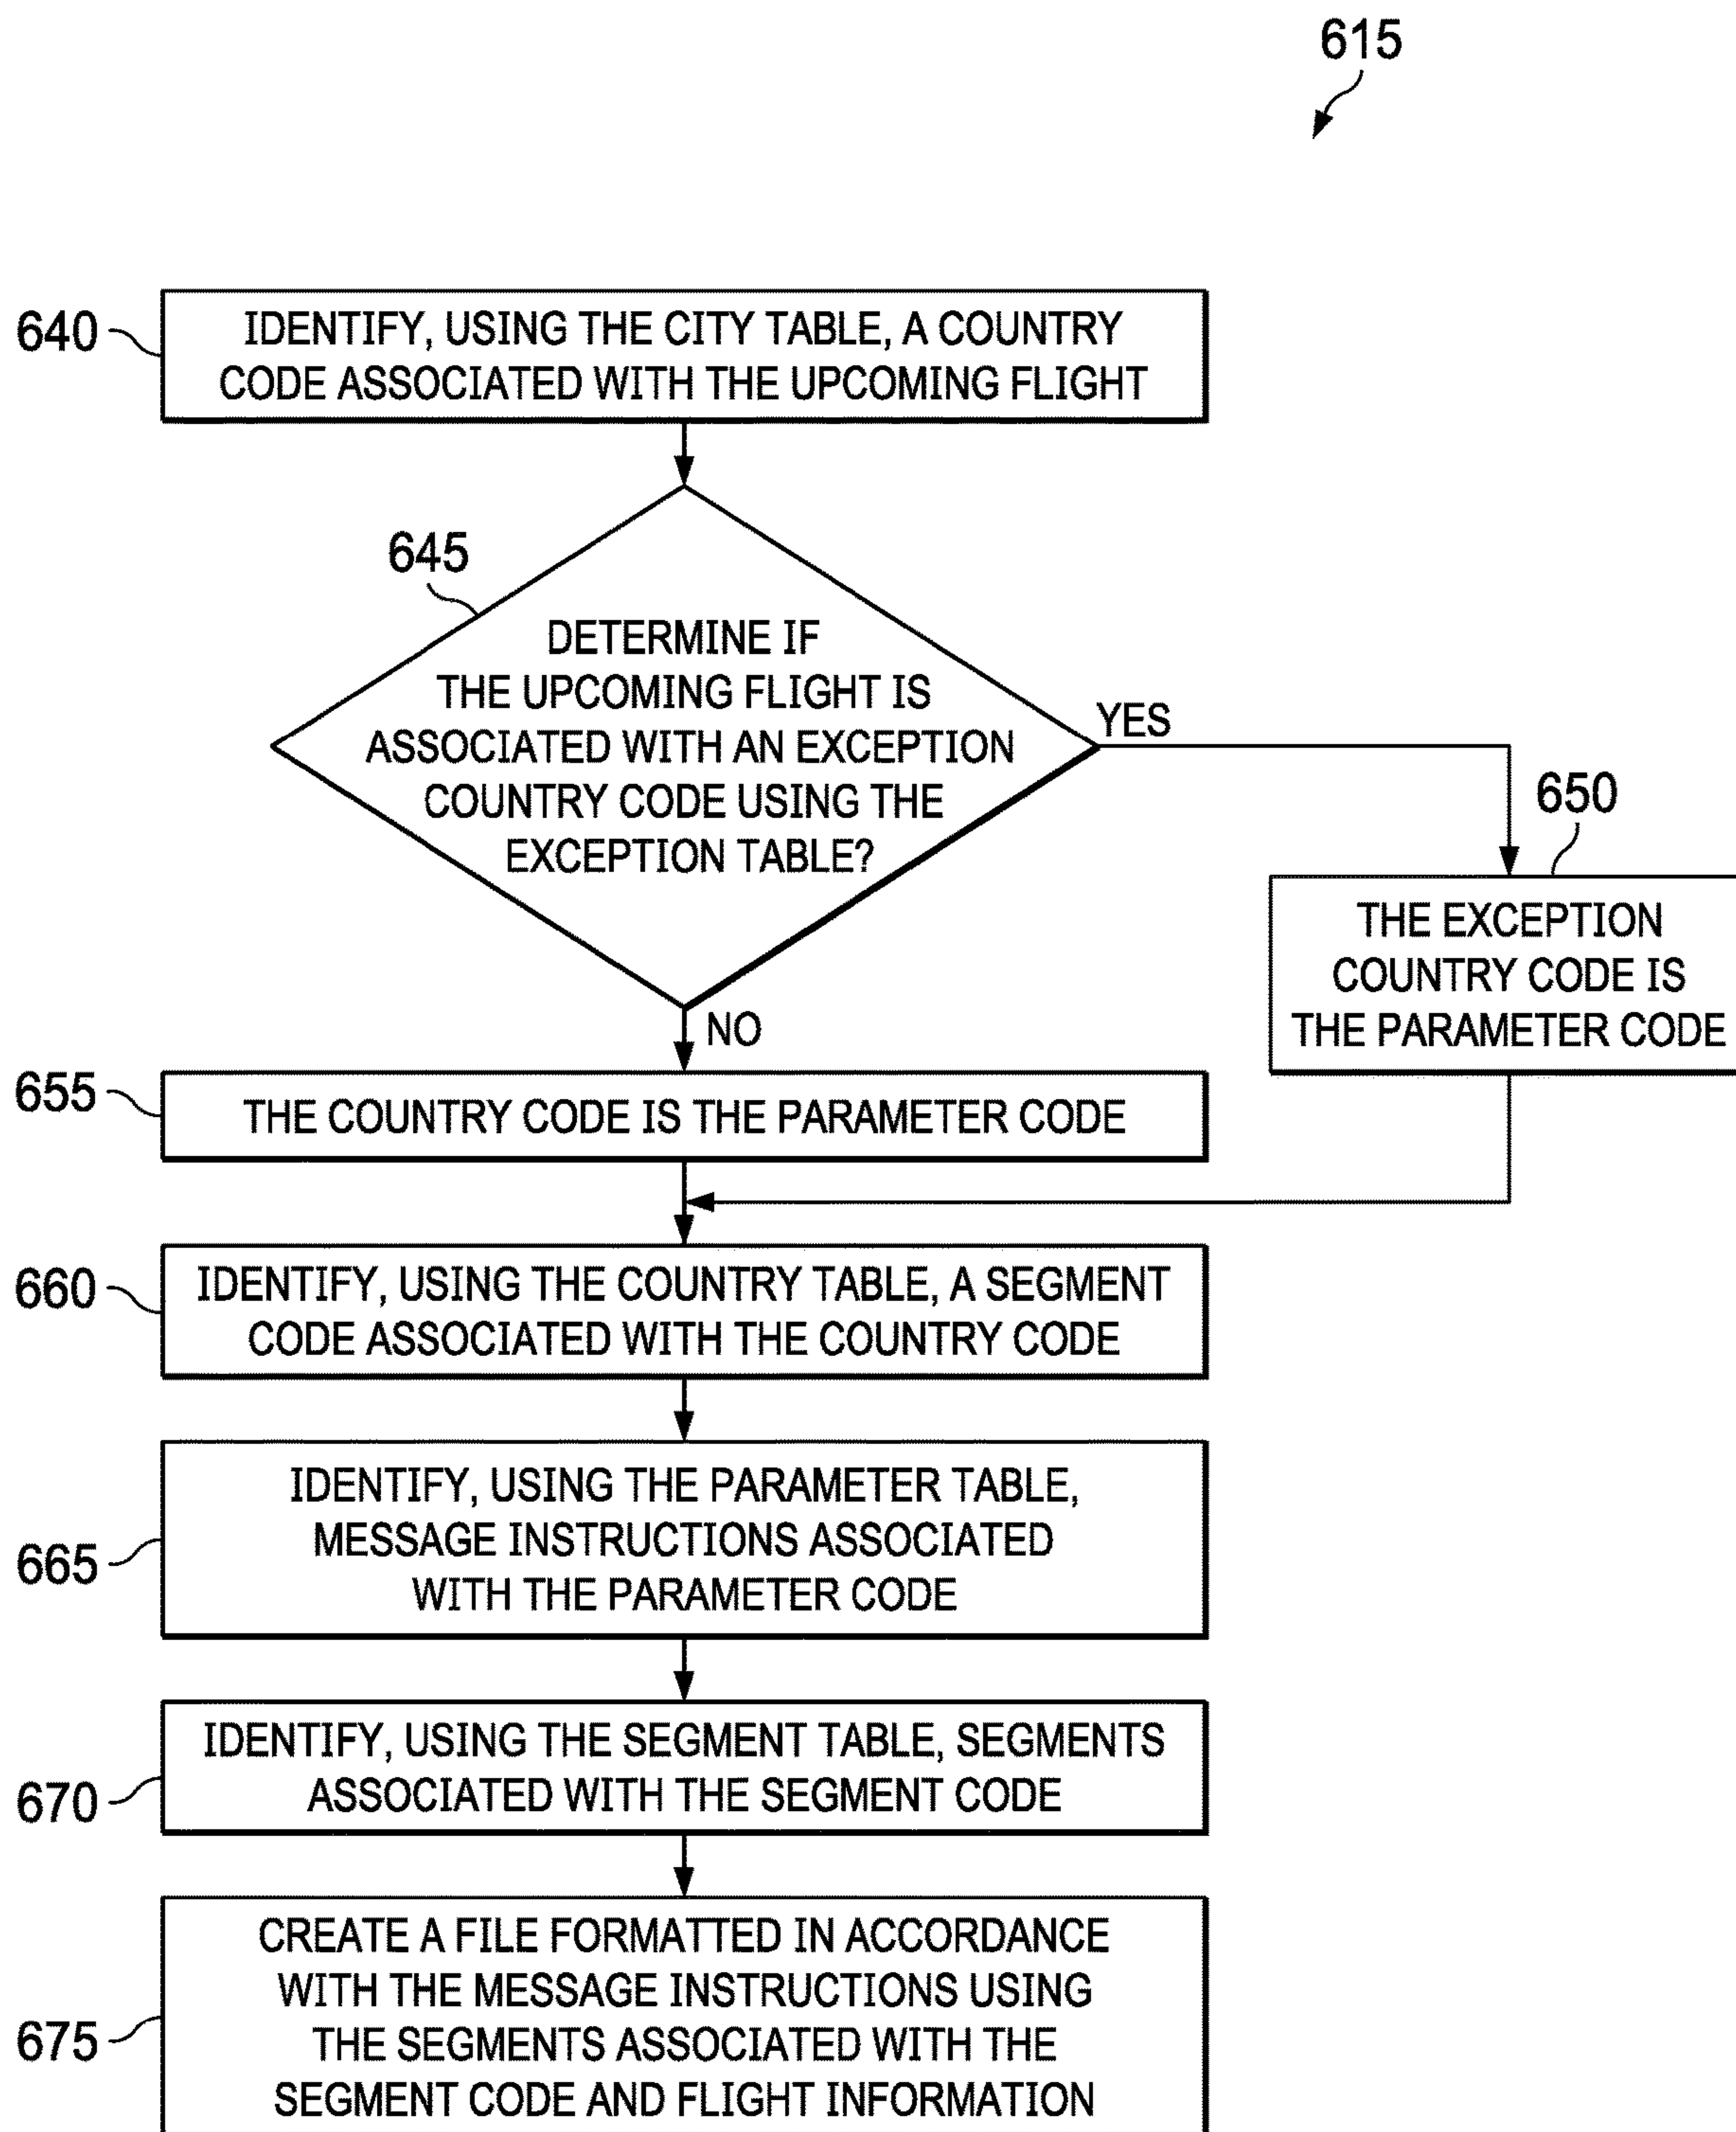 615
640
IDENTIFY, USING THE CITY TABLE, A COUNTRY
CODE ASSOCIATED WITH THE UPCOMING FLIGHT
645
DETERMINE IF
THE UPCOMING FLIGHT IS
ASSOCIATED WITH AN EXCEPTION
COUNTRY CODE USING THE
EXCEPTION TABLE?
YES
650
THE EXCEPTION
COUNTRY CODE IS
THE PARAMETER CODE
NO
655
THE COUNTRY CODE IS THE PARAMETER CODE
660
IDENTIFY, USING THE COUNTRY TABLE, A SEGMENT
CODE ASSOCIATED WITH THE COUNTRY CODE
665
IDENTIFY, USING THE PARAMETER TABLE,
MESSAGE INSTRUCTIONS ASSOCIATED
WITH THE PARAMETER CODE
670
IDENTIFY, USING THE SEGMENT TABLE, SEGMENTS
ASSOCIATED WITH THE SEGMENT CODE
675
CREATE A FILE FORMATTED IN ACCORDANCE
WITH THE MESSAGE INSTRUCTIONS USING
THE SEGMENTS ASSOCIATED WITH THE
SEGMENT CODE AND FLIGHT INFORMATION